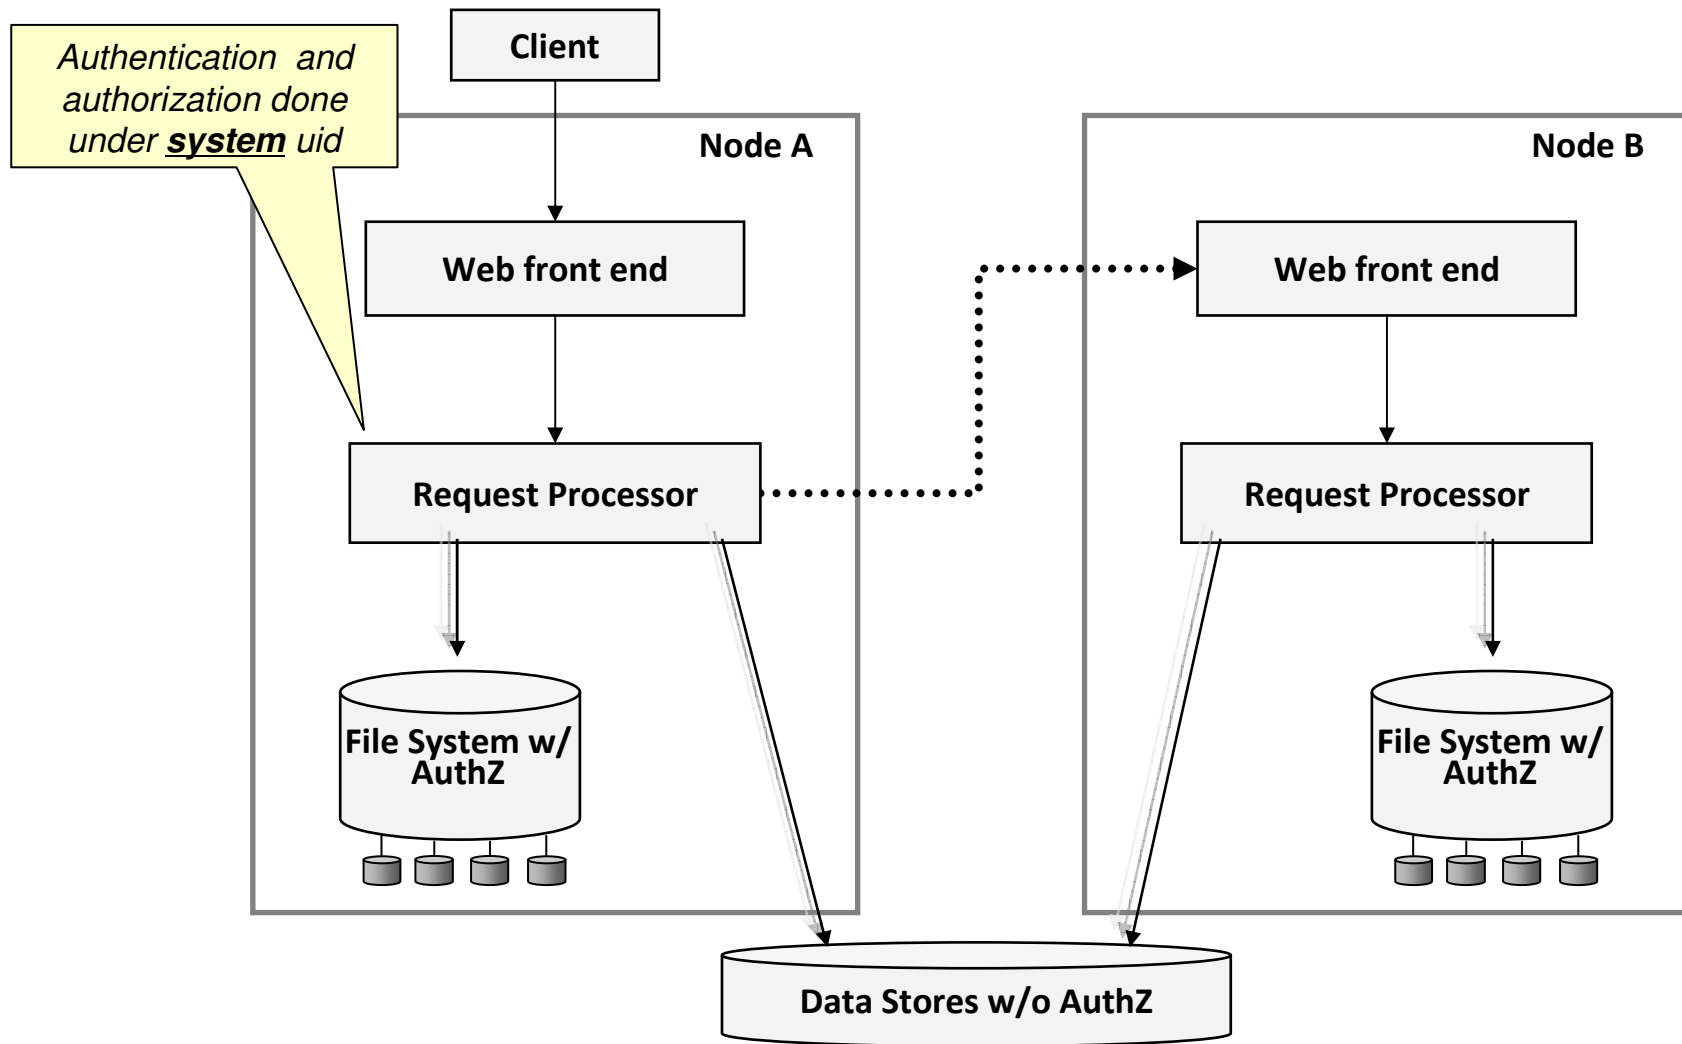 Authentication and
authorization done
under system uid
Client
Node A
Node B
Web front end
Web front end
Request Processor
Request Processor
File System w/
AuthZ
File System w/
AuthZ
Data Stores w/o AuthZ